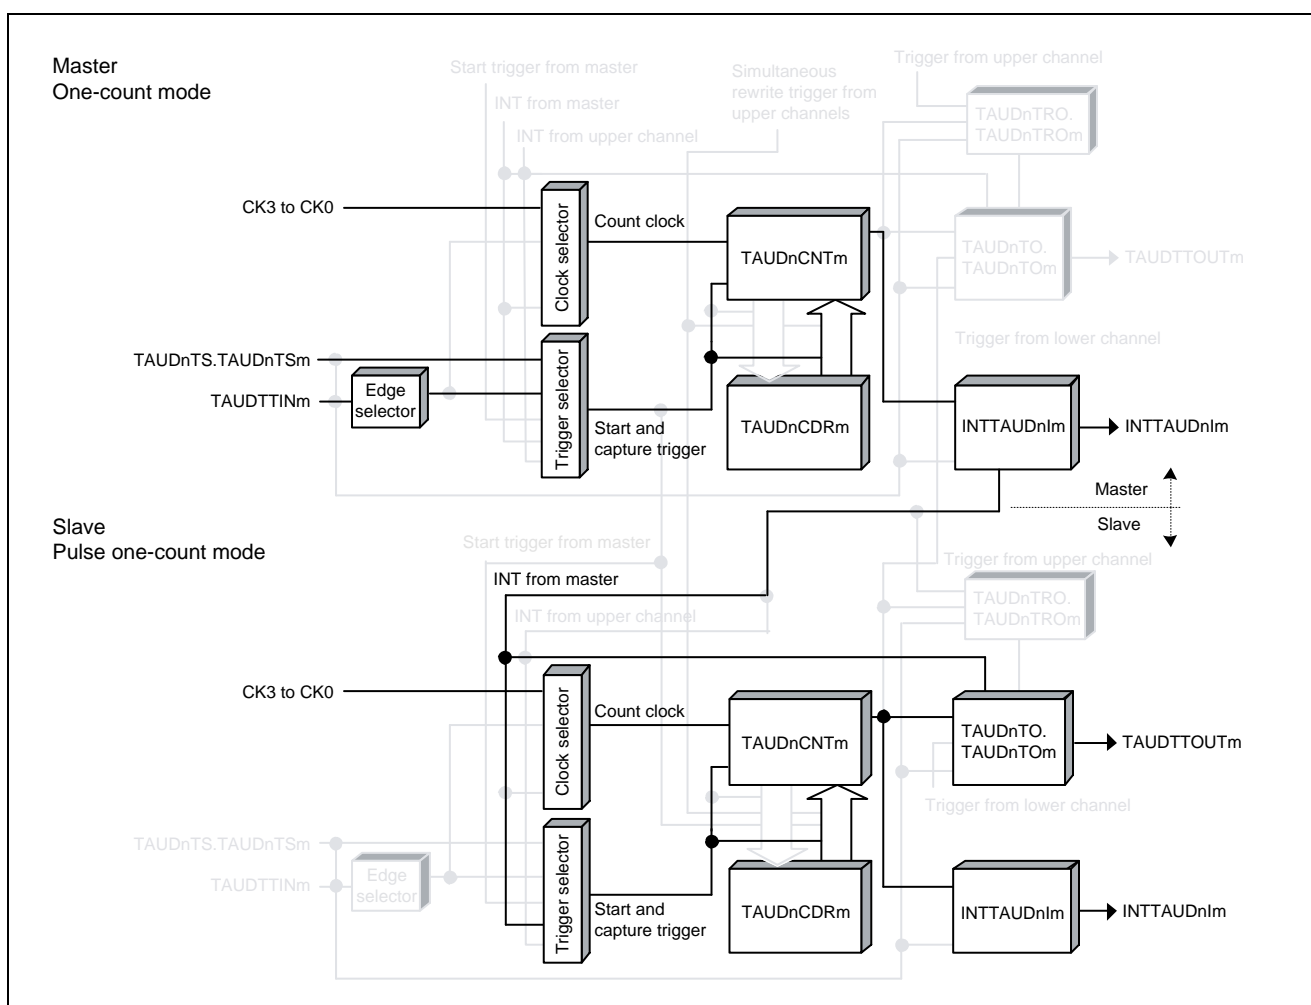 Master
One-count mode
Start trigger from master
INT from master
INT from upper channel
Simultaneous
rewrite trigger from
upper channels
Trigger from upper channel
TAUDnTRO.
TAUDnTROm
CK3 to CK0
Clock selector
Count clock
TAUDnCNTm
TAUDnTO.
TAUDnTOm
TAUDTTOUTm
Trigger from lower channel
TAUDnTS.TAUDnTSm
TAUDTTINm
Edge
selector
Trigger selector
Start and
capture trigger
TAUDnCDRm
INTTAUDnIm
INTTAUDnIm
Master
Slave
Slave
Pulse one-count mode
Start trigger from master
INT from master
INT from upper channel
Trigger from upper channel
TAUDnTRO.
TAUDnTROm
CK3 to CK0
Clock selector
Count clock
TAUDnCNTm
TAUDnTO.
TAUDnTOm
TAUDTTOUTm
Trigger from lower channel
TAUDnTS.TAUDnTSm
TAUDTTINm
Edge
selector
Trigger selector
Start and
capture trigger
TAUDnCDRm
INTTAUDnIm
INTTAUDnIm